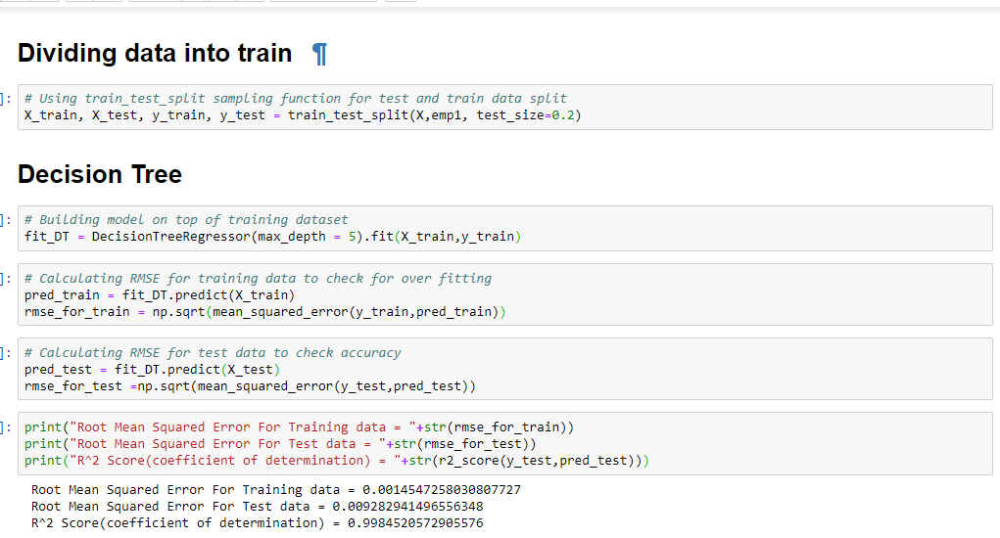 Dividing data into train ¶
]: # Using train_test_split sampling function for test and train data split
X_train, X_test, y_train, y_test = train_test_split(X,emp1, test_size=0.2)
Decision Tree
]: # Building model on top of training dataset
fit_DT = DecisionTreeRegressor(max_depth = 5).fit(X_train,y_train)
]: # Calculating RMSE for training data to check for over fitting
pred_train = fit_DT.predict(X_train)
rmse_for_train = np.sqrt(mean_squared_error(y_train,pred_train))
]: # Calculating RMSE for test data to check accuracy
pred_test = fit_DT.predict(X_test)
rmse_for_test =np.sqrt(mean_squared_error(y_test,pred_test))
]: print("Root Mean Squared Error For Training data = "+str(rmse_for_train))
print("Root Mean Squared Error For Test data = "+str(rmse_for_test))
print("R^2 Score(coefficient of determination) = "+str(r2_score(y_test,pred_test)))
Root Mean Squared Error For Training data = 0.0014547258030807727
Root Mean Squared Error For Test data = 0.009282941496556348
R^2 Score(coefficient of determination) = 0.9984520572905576